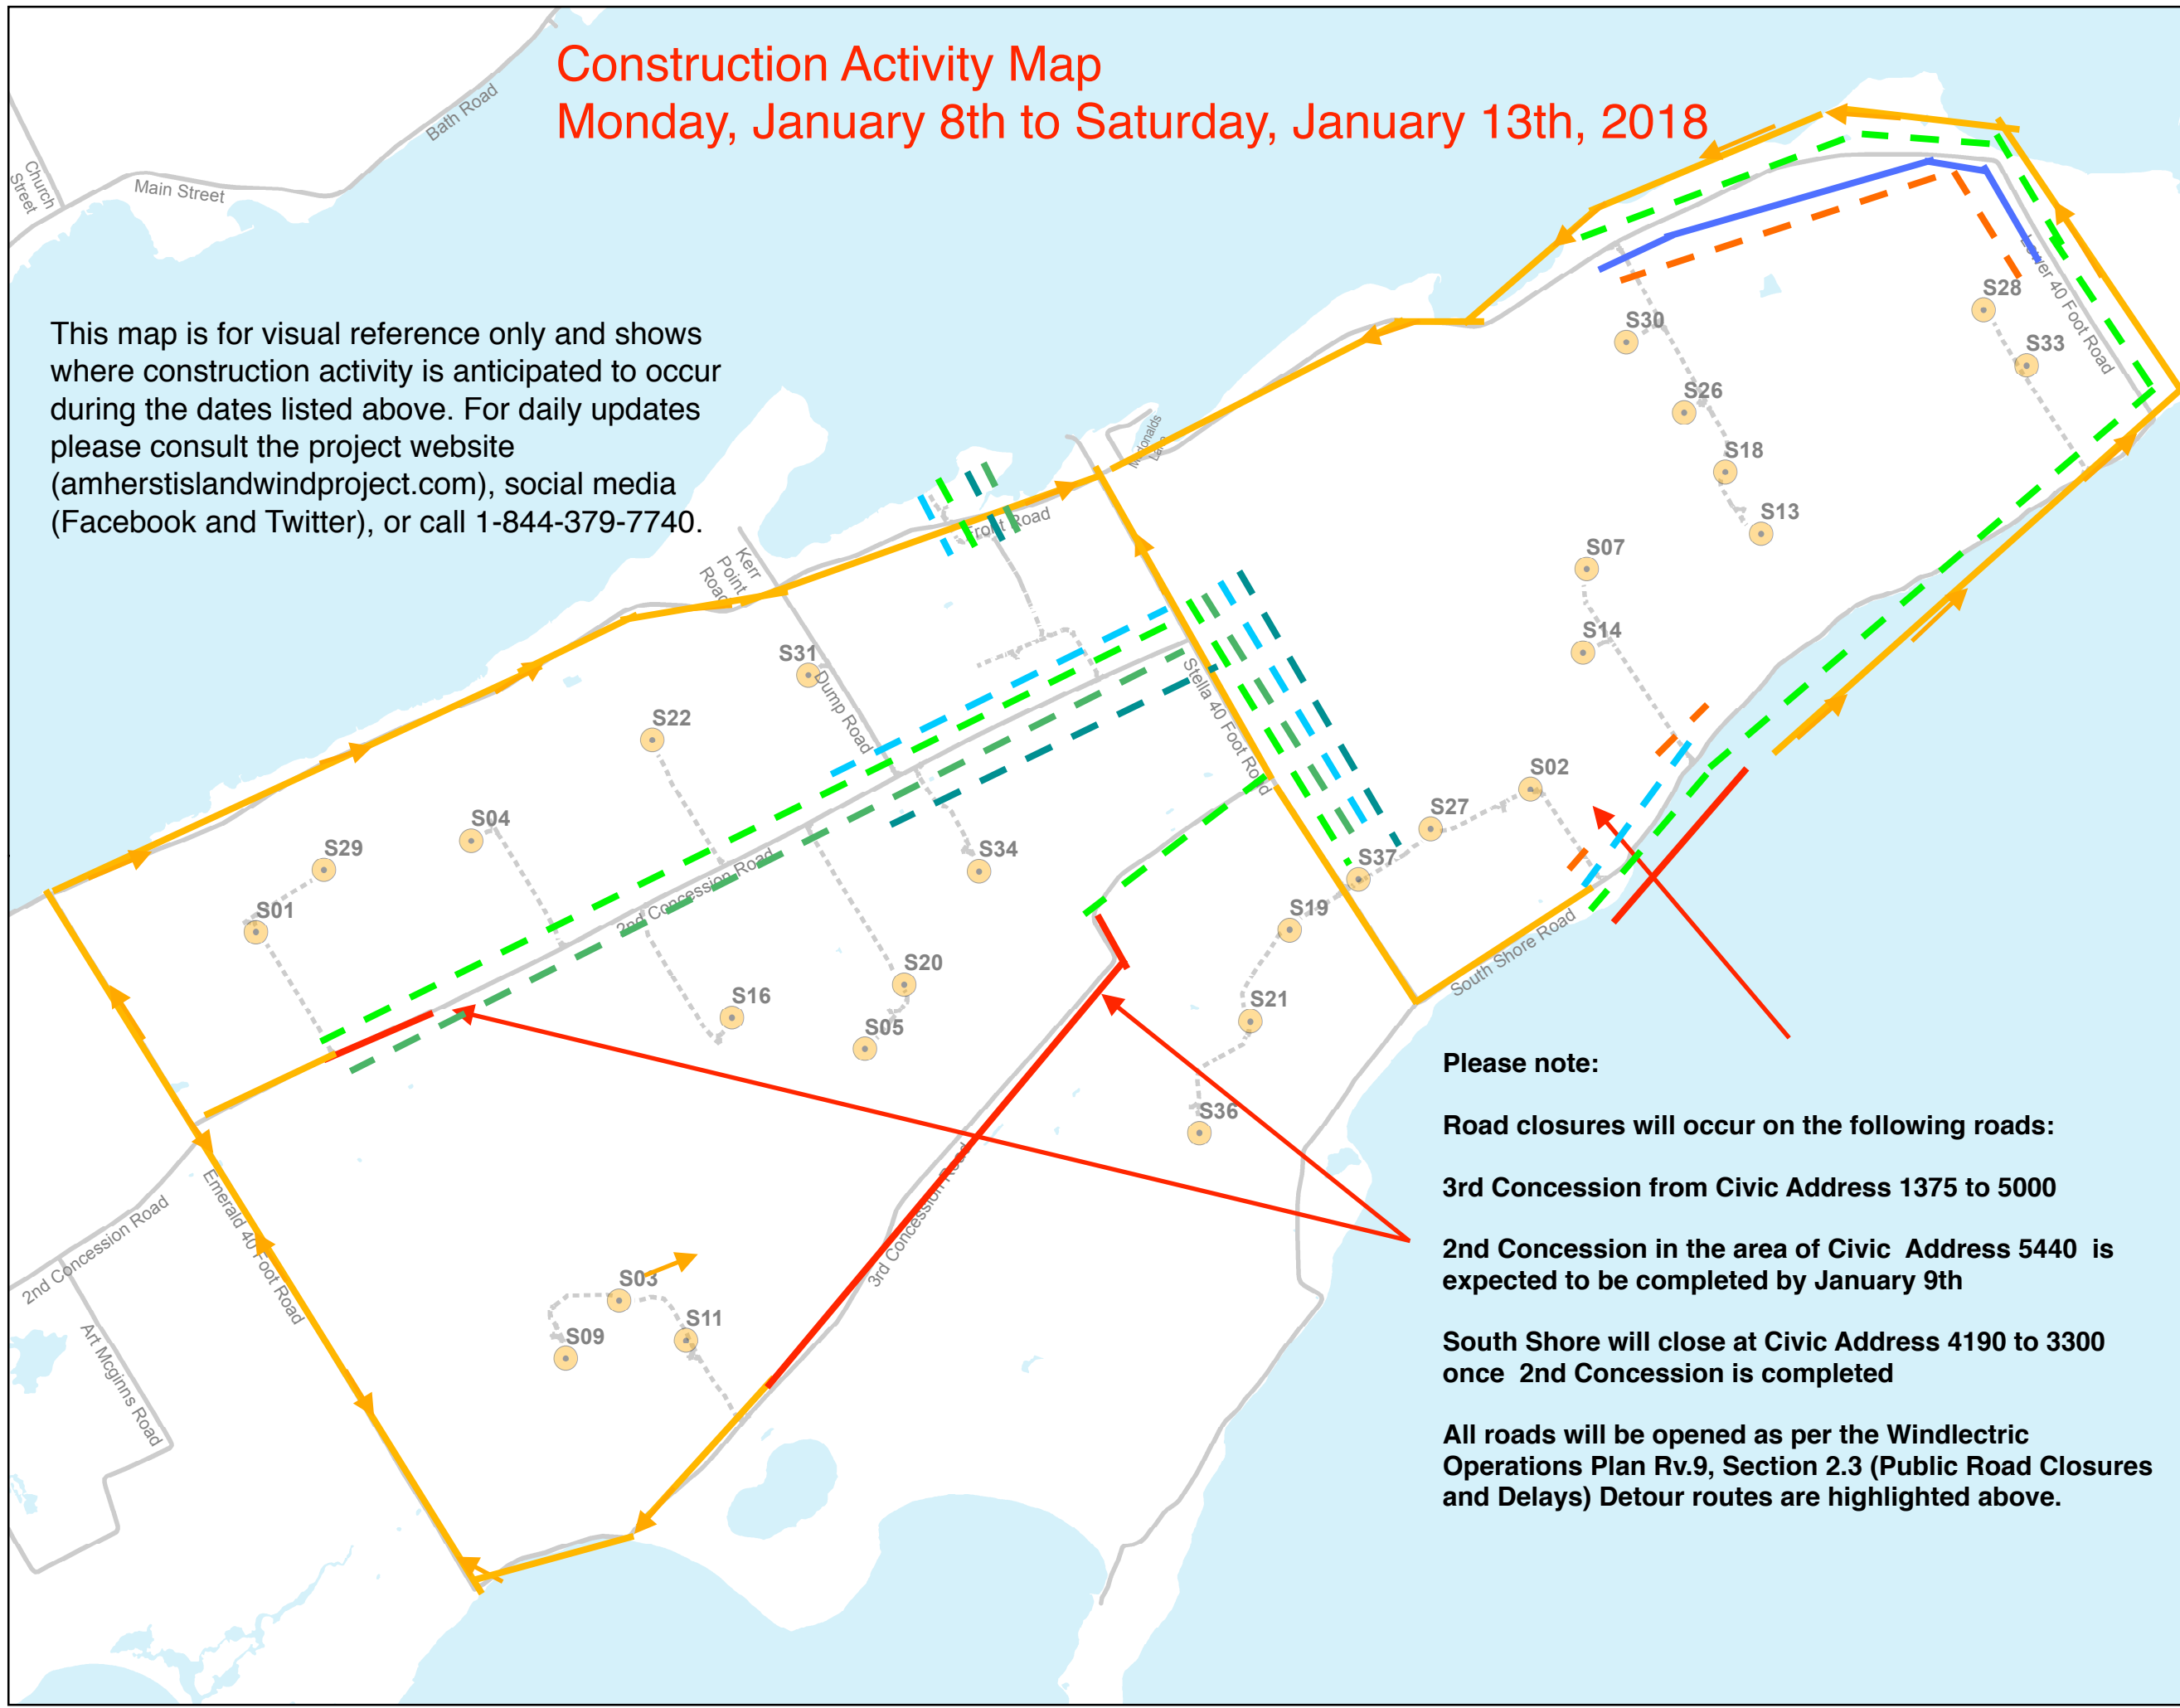 Construction Activity Map
Monday, January 8th to Saturday, January 13th, 2018
Bath Road
Church
Street
Main Street
This map is for visual reference only and shows
where construction activity is anticipated to occur
during the dates listed above. For daily updates
please consult the project website
(amherstislandwindproject.com), social media
(Facebook and Twitter), or call 1-844-379-7740.
Lower 40 Foot Road
S28
S30
S33
S26
S18
S13
Mcdonalds
Lane
Front Road
Kerr
Point
Road
S07
S14
S31
Dump Road
Stella 40 Foot Road
S22
S02
S27
S04
S34
S37
S29
2nd Concession Road
S01
S19
South Shore Road
S20
S16
S21
S05
S36
3rd Concession Road
Emerald 40 Foot Road
2nd Concession Road
Art Mcginns Road
S03
S11
S09
Please note:
Road closures will occur on the following roads:
3rd Concession from Civic Address 1375 to 5000
2nd Concession in the area of Civic  Address 5440  is
expected to be completed by January 9th
South Shore will close at Civic Address 4190 to 3300
once  2nd Concession is completed
All roads will be opened as per the Windlectric
Operations Plan Rv.9, Section 2.3 (Public Road Closures
and Delays) Detour routes are highlighted above.